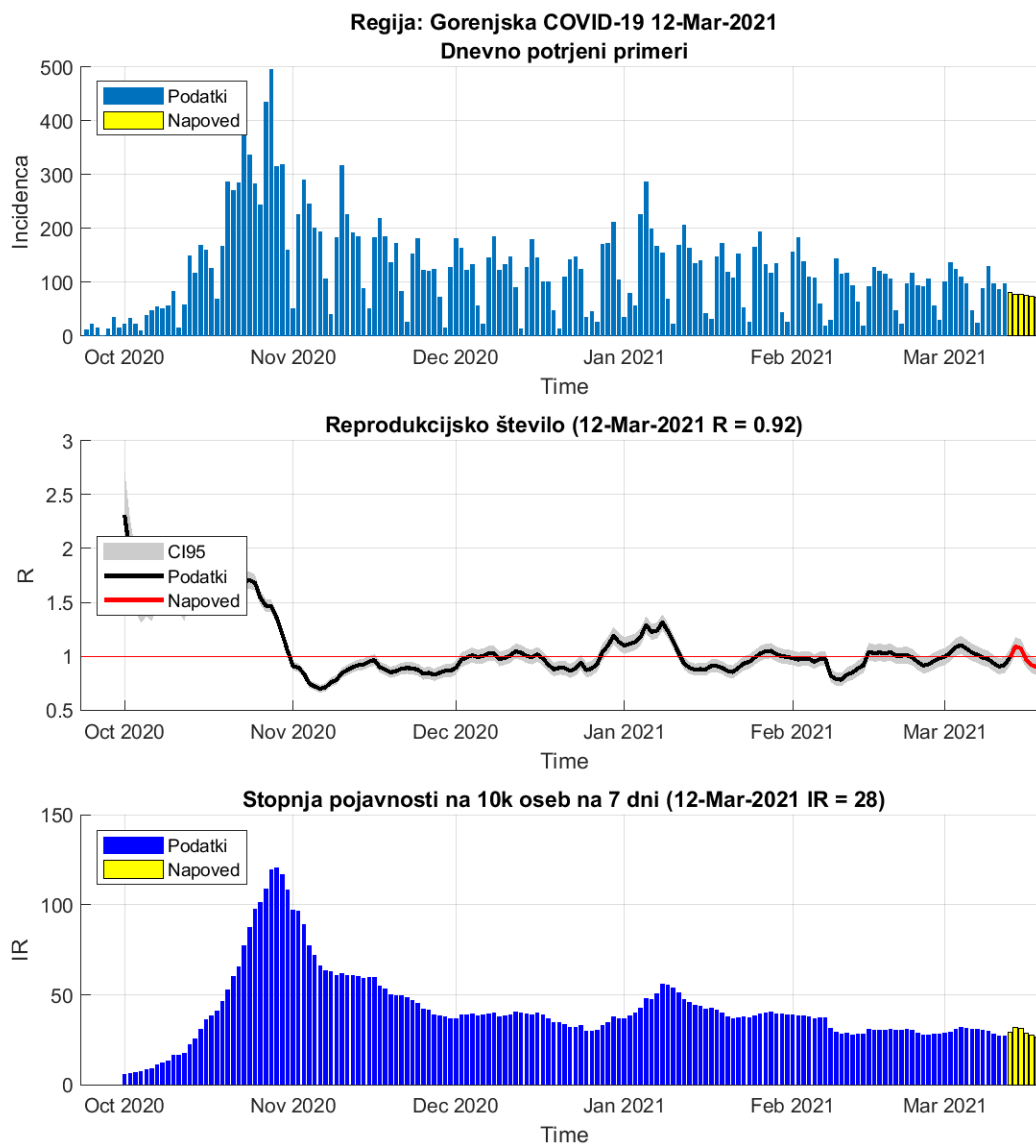 Regija: Gorenjska COVID-19 12-Mar-2021
Dnevno potrjeni primeri
500
400
300
200
100
0
Incidenca
Podatki
Napoved
Oct 2020 Nov 2020 Dec 2020 Jan 2021 Feb 2021 Mar 2021
Time
Reprodukcijsko število (12-Mar-2021 R = 0.92)
3
2.5
2
1.5
1
0.5
R
CI95
Podatki
Napoved
Oct 2020 Nov 2020 Dec 2020 Jan 2021 Feb 2021 Mar 2021
Time
Stopnja pojavnosti na 10k oseb na 7 dni (12-Mar-2021 IR = 28)
150
100
50
0
IR
Podatki
Napoved
Oct 2020 Nov 2020 Dec 2020 Jan 2021 Feb 2021 Mar 2021
Time